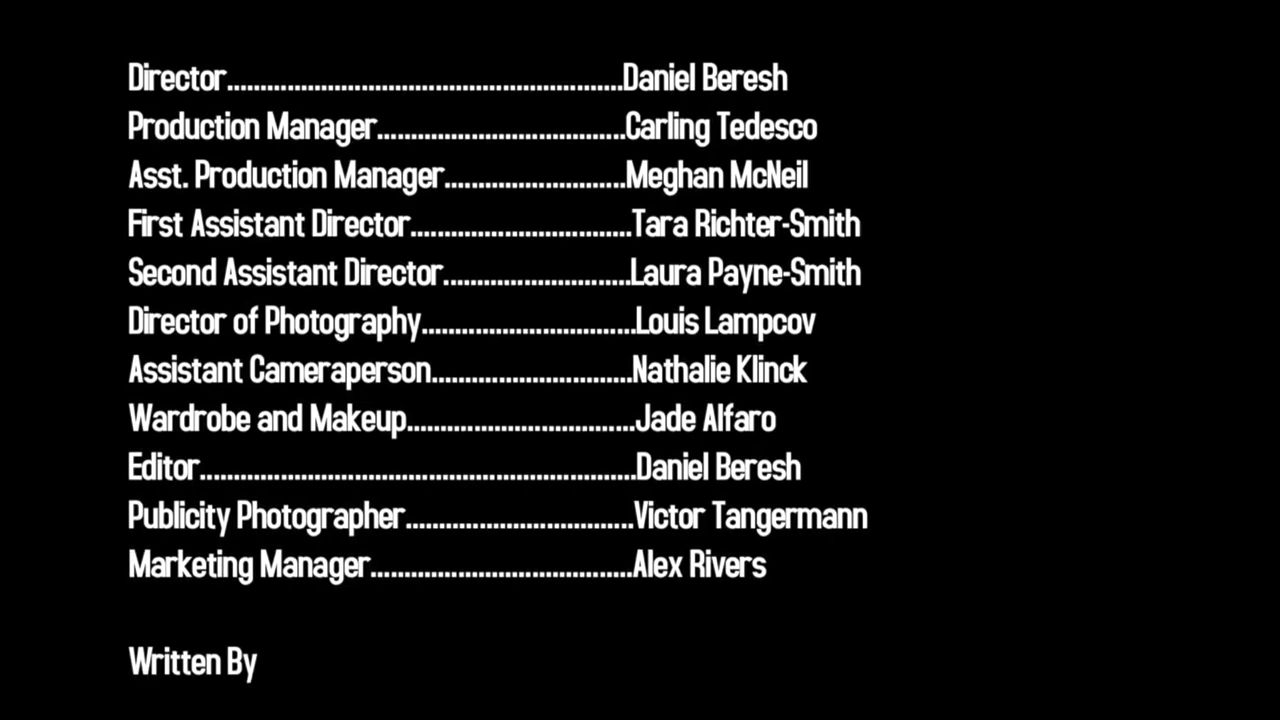 Director...........................................................Daniel Beresh
Production Manager.....................................Carling Tedesco
Asst. Production Manager...........................Meghan McNeil
First Assistant Director.................................Tara Richter-Smith
Second Assistant Director............................Laura Payne-Smith
Director of Photography................................Louis Lampcov
Assistant Cameraperson..............................Nathalie Klinck
Wardrobe and Makeup..................................Jade Alfaro
Editor.................................................................Daniel Beresh
Publicity Photographer..................................Victor Tangermann
Marketing Manager.......................................Alex Rivers
Written By